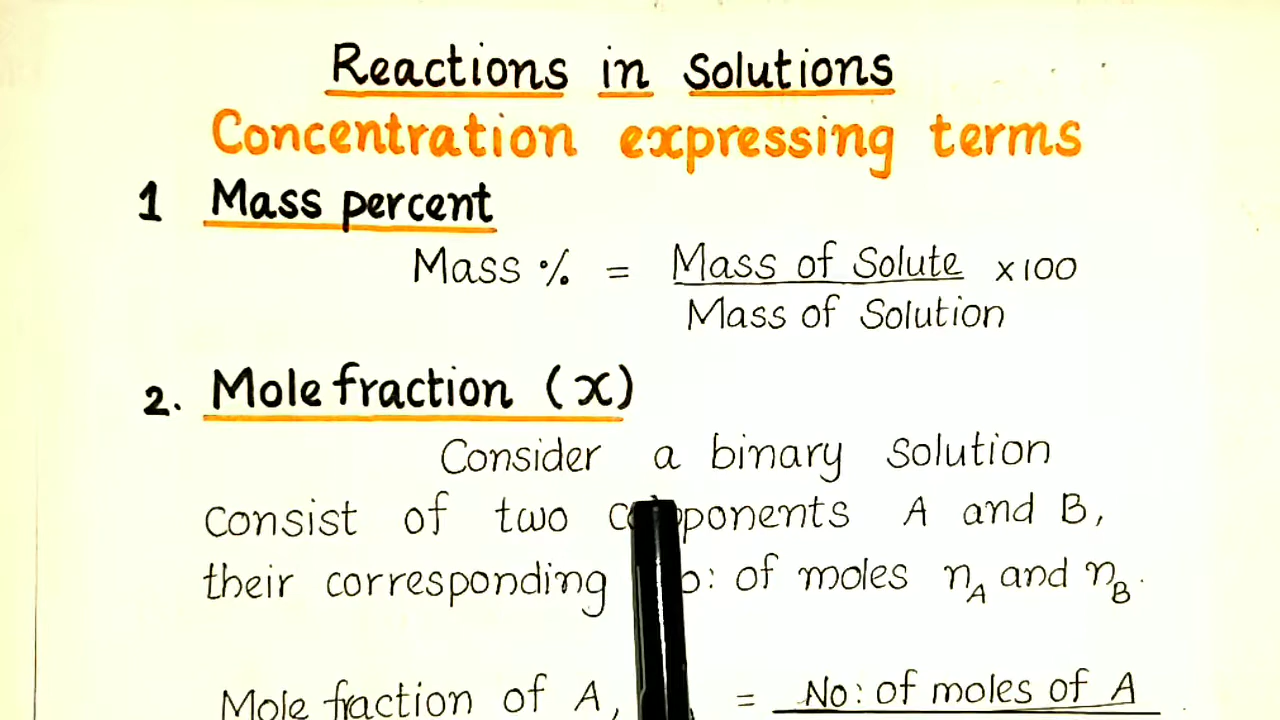 Reactions in Solutions
Concentration expressing terms
1 Mass percent
Mass % = Mass of Solute x100
Mass of Solution
2. Mole fraction (x)
Consider a binary solution
consist of two A and B,
their corresponding of moles nA and nB.
Mole fraction of A, = No: of moles of A